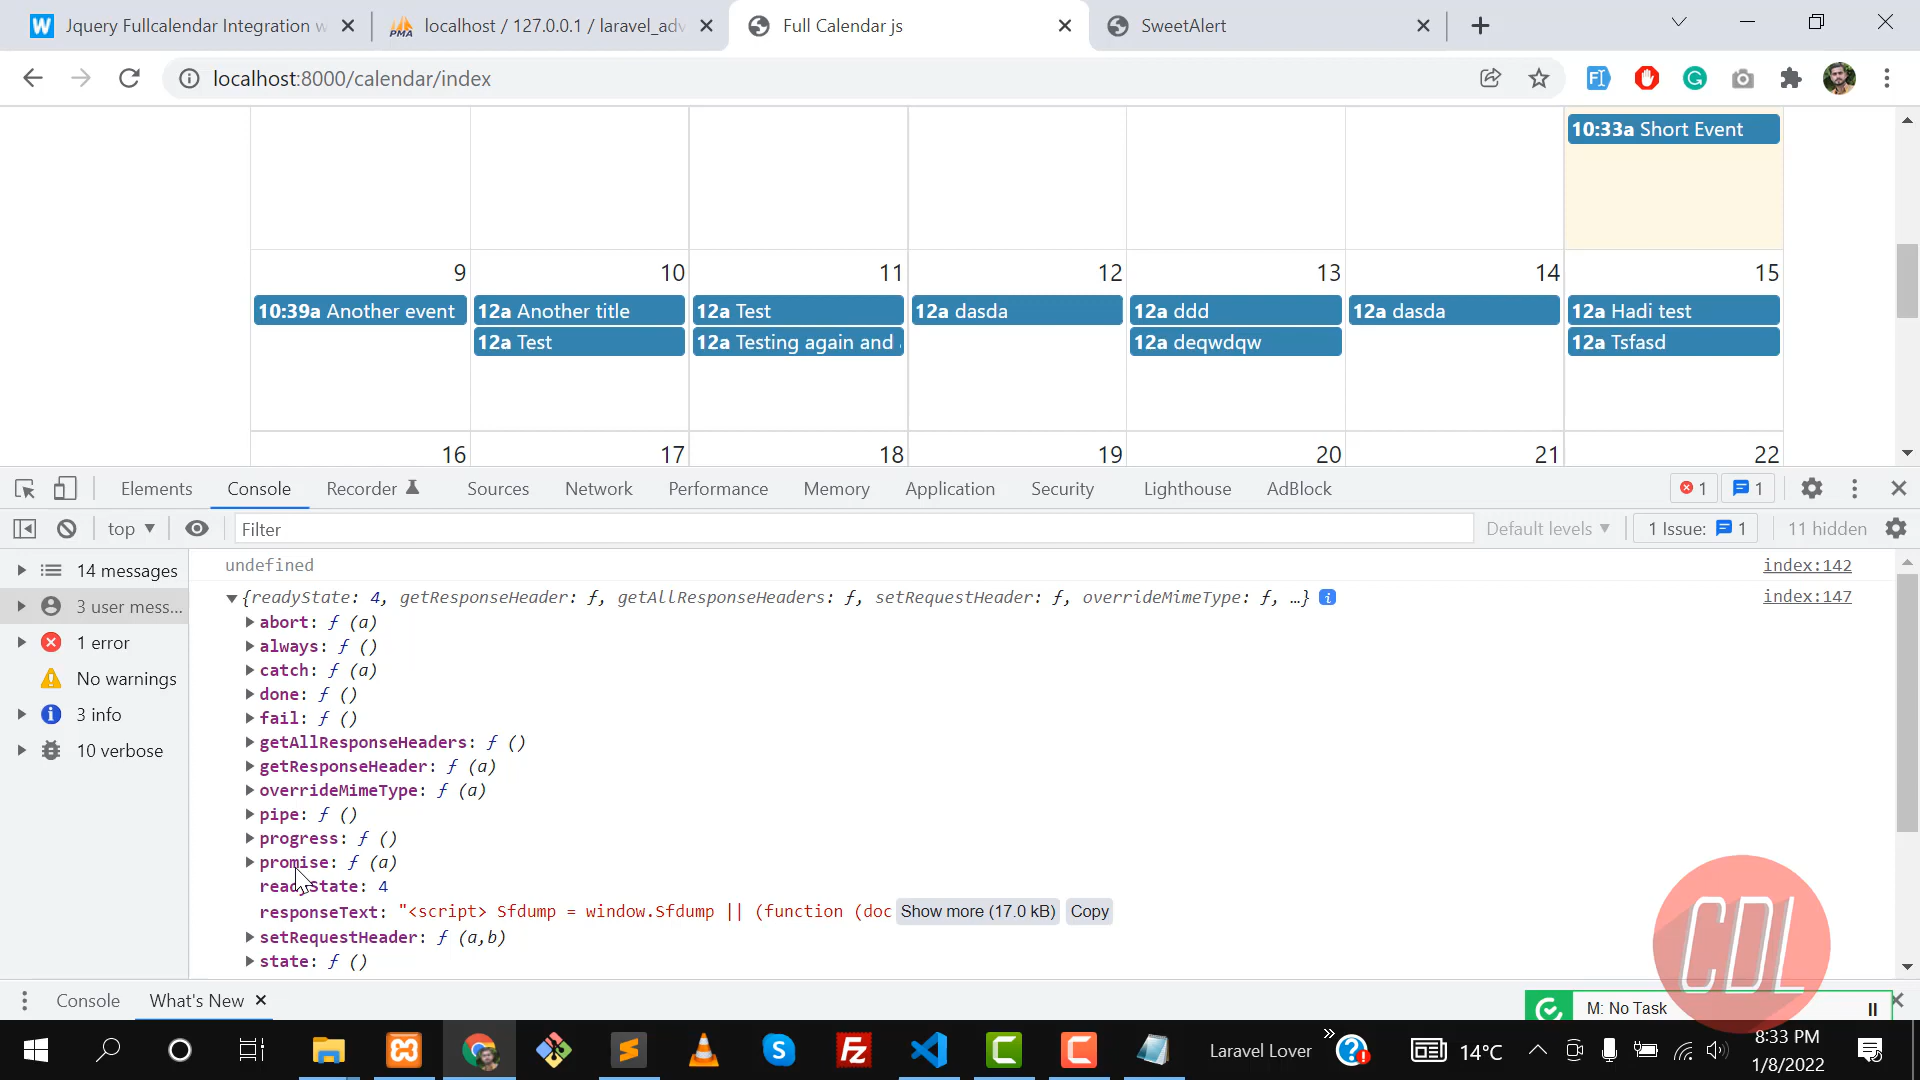 Jquery Fullcalendar Integration w
localhost / 127.0.0.1 / laravel_adv
Full Calendar js
SweetAlert
localhost:8000/calendar/index
10:33a Short Event
9 10 11 12 13 14 15
10:39a Another event 12a Another title 12a Test 12a dasda 12a ddd 12a dasda 12a Hadi test
12a Test 12a Testing again and 12a deqwdqw 12a Tsfasd
16 17 18 19 20 21 22
Elements Console Recorder Sources Network Performance Memory Application Security Lighthouse AdBlock 1 1
top Filter Default levels 1 Issue: 1 11 hidden
14 messages
3 user mess...
1 error
No warnings
3 info
10 verbose
undefined index:142
{readyState: 4, getResponseHeader: ƒ, getAllResponseHeaders: ƒ, setRequestHeader: ƒ, overrideMimeType: ƒ, …} index:147
abort: ƒ (a)
always: ƒ ()
catch: ƒ (a)
done: ƒ ()
fail: ƒ ()
getAllResponseHeaders: ƒ ()
getResponseHeader: ƒ (a)
overrideMimeType: ƒ (a)
pipe: ƒ ()
progress: ƒ ()
promise: ƒ (a)
readyState: 4
responseText: "<script> Sfdump = window.Sfdump || (function (doc Show more (17.0 kB) Copy
setRequestHeader: ƒ (a,b)
state: ƒ ()
Console What's New
M: No Task
CDL
Laravel Lover
14°C
8:33 PM
1/8/2022